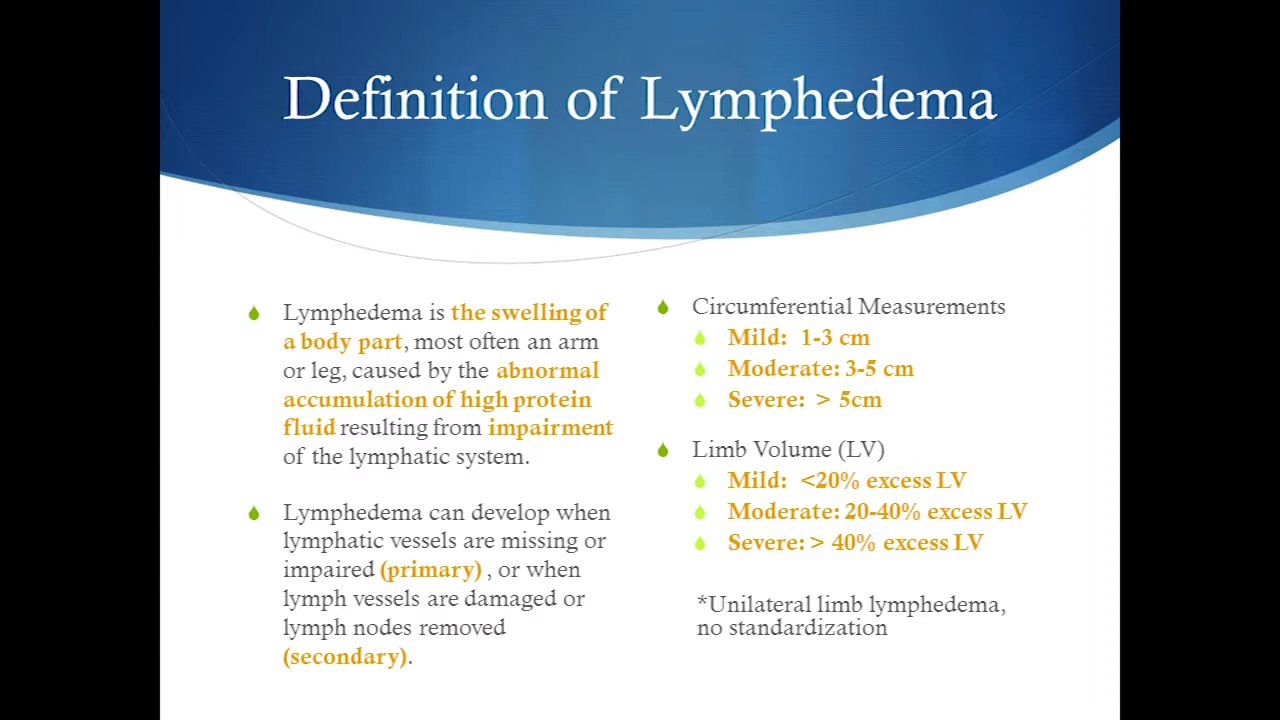 Definition of Lymphedema
Lymphedema is the swelling of
a body part, most often an arm
or leg, caused by the abnormal
accumulation of high protein
fluid resulting from impairment
of the lymphatic system.
Lymphedema can develop when
lymphatic vessels are missing or
impaired (primary) , or when
lymph vessels are damaged or
lymph nodes removed
(secondary).
Circumferential Measurements
Mild: 1-3 cm
Moderate: 3-5 cm
Severe: > 5cm
Limb Volume (LV)
Mild: <20% excess LV
Moderate: 20-40% excess LV
Severe: > 40% excess LV
*Unilateral limb lymphedema,
no standardization